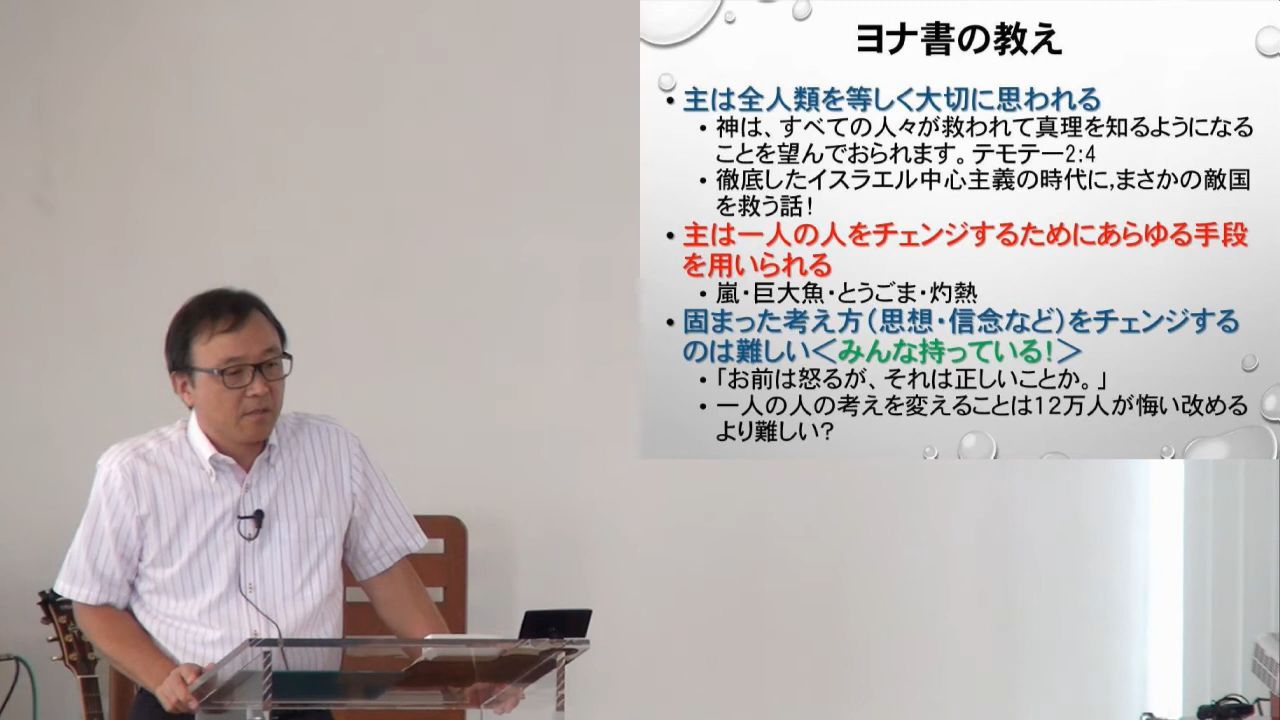 ヨナ書の教え
• 主は全人類を等しく大切に思われる
• 神は、すべての人々が救われて真理を知るようになる
ことを望んでおられます。テモテー2:4
• 徹底したイスラエル中心主義の時代に,まさかの敵国
を救う話!
• 主は一人の人をチェンジするためにあらゆる手段
を用いられる
• 嵐・巨大魚・とうごま・灼熱
• 固まった考え方(思想・信念など)をチェンジする
のは難しい<みんな持っている!>
• 「お前は怒るが、それは正しいことか。」
• 一人の人の考えを変えることは12万人が悔い改める
より難しい?